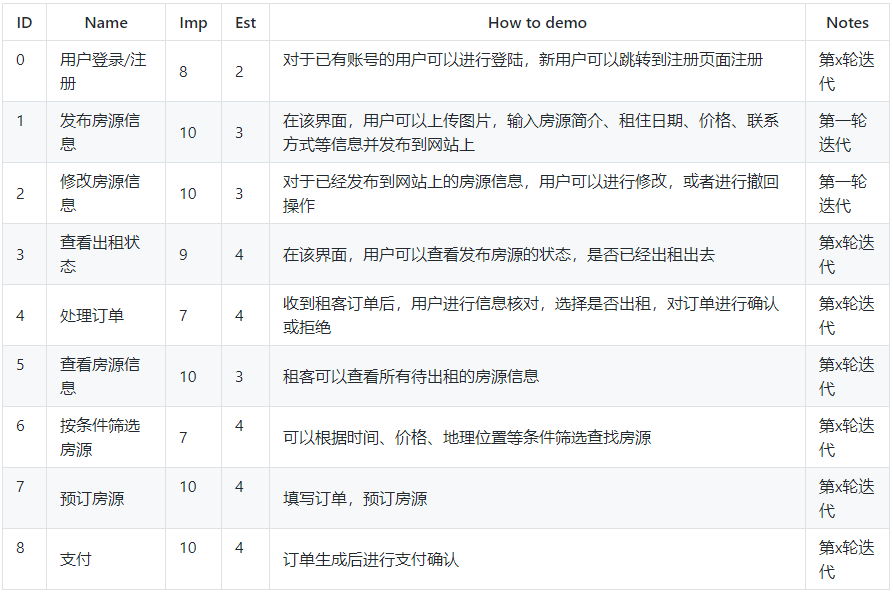 ID Name Imp Est How to demo Notes
0 用户登录/注 8 2 对于已有账号的用户可以进行登陆，新用户可以跳转到注册页面注册 第x轮迭
册 代
1 发布房源信 10 3 在该界面，用户可以上传图片，输入房源简介、租住日期、价格、联系 第一轮
息 方式等信息并发布到网站上 迭代
2 修改房源信 10 3 对于已经发布到网站上的房源信息，用户可以进行修改，或者进行撤回 第一轮
息 操作 迭代
3 查看出租状 9 4 在该界面，用户可以查看发布房源的状态，是否已经出租出去 第x轮迭
态 代
4 处理订单 7 4 收到租客订单后，用户进行信息核对，选择是否出租，对订单进行确认 第x轮迭
或拒绝 代
5 查看房源信 10 3 租客可以查看所有待出租的房源信息 第x轮迭
息 代
6 按条件筛选 7 4 可以根据时间、价格、地理位置等条件筛选查找房源 第x轮迭
房源 代
7 预订房源 10 4 填写订单，预订房源 第x轮迭
代
8 支付 10 4 订单生成后进行支付确认 第x轮迭
代